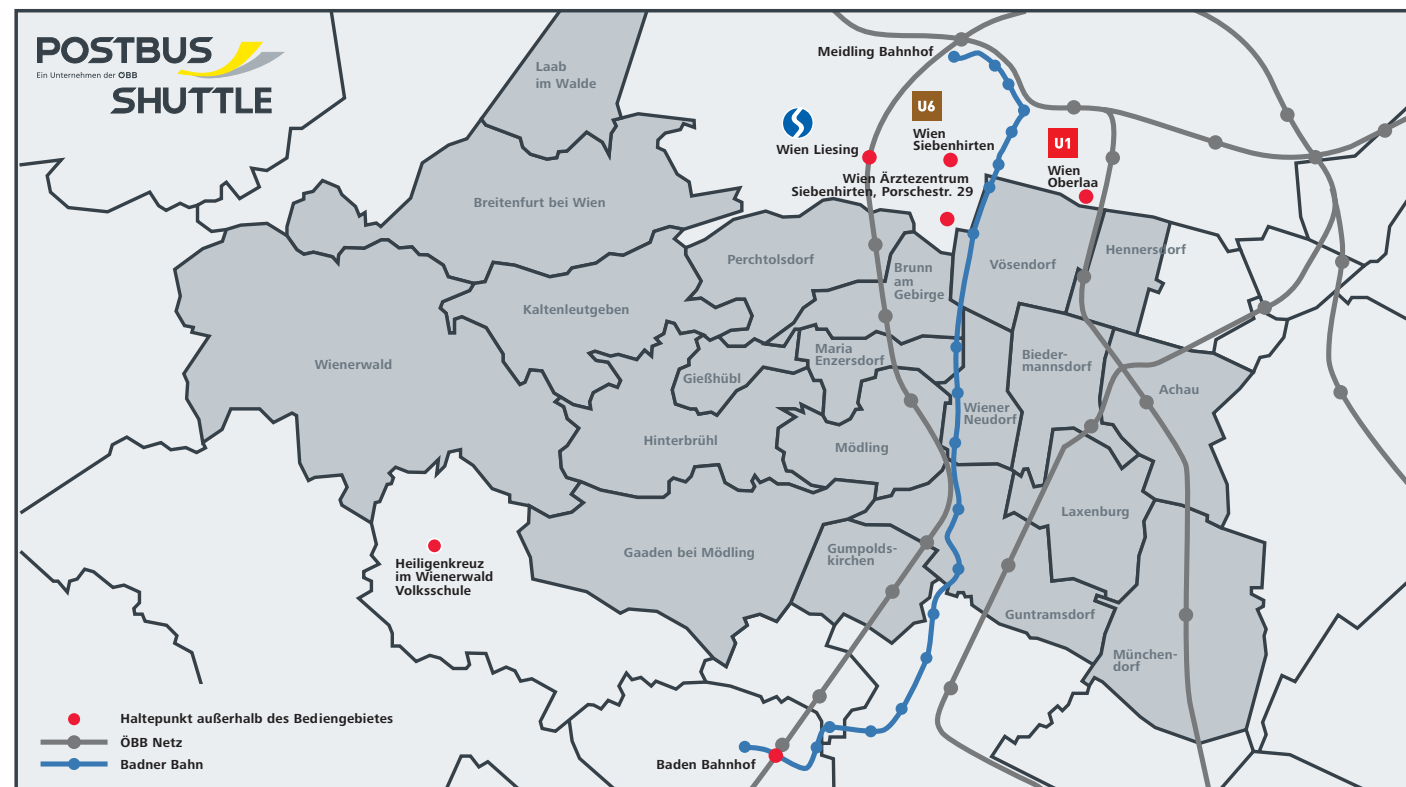 POSTBUS
Ein Unternehmen der ÖBB
SHUTTLE
Laab
im Walde
Meidling Bahnhof
U6
Wien
Siebenhirten
U1
Wien
Oberlaa
Wien Liesing
Wien Ärztezentrum
Siebenhirten, Porschestr. 29
Breitenfurt bei Wien
Perchtolsdorf
Brunn
am
Gebirge
Vösendorf
Hennersdorf
Kaltenleutgeben
Wienerwald
Gießhübl
Maria
Enzersdorf
Bieder-
mannsdorf
Achau
Wiener
Neudorf
Hinterbrühl
Mödling
Laxenburg
Heiligenkreuz
im Wienerwald
Volksschule
Gaaden bei Mödling
Gumpolds-
kirchen
Guntramsdorf
München-
dorf
Haltepunkt außerhalb des Bediengebietes
ÖBB Netz
Badner Bahn
Baden Bahnhof